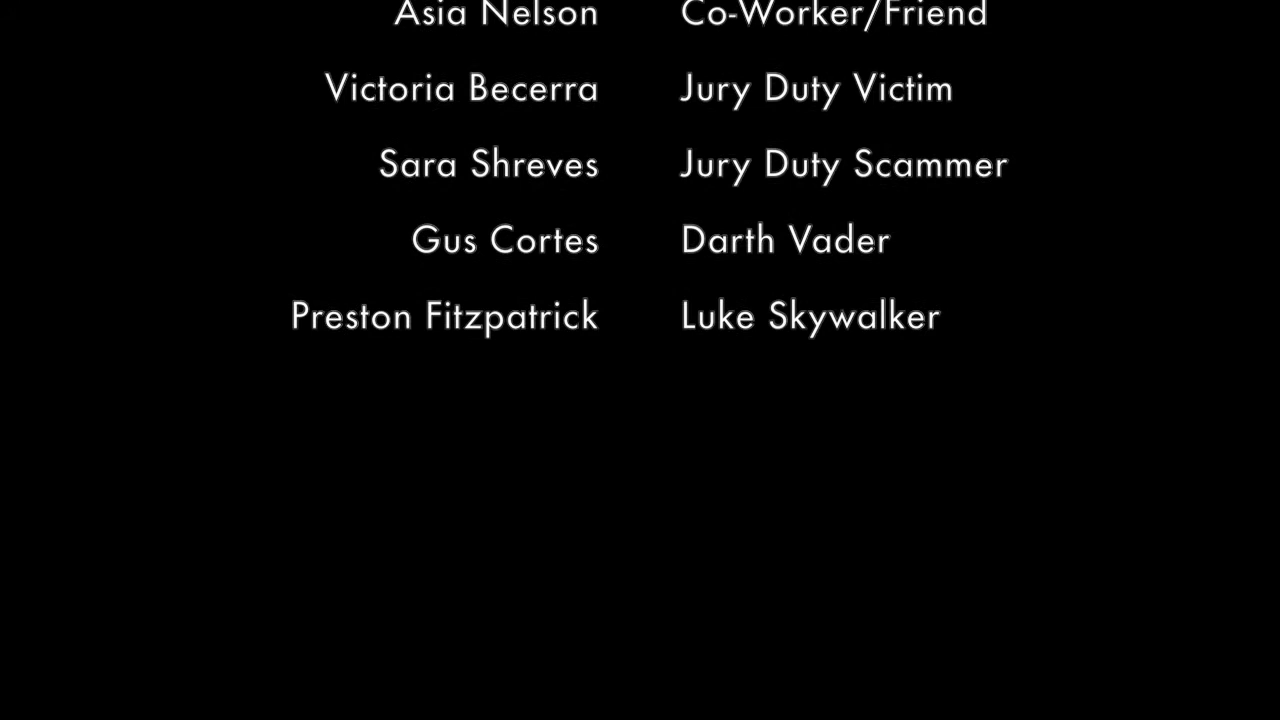 Asia Nelson Co-Worker/Friend
Victoria Becerra Jury Duty Victim
Sara Shreves Jury Duty Scammer
Gus Cortes Darth Vader
Preston Fitzpatrick Luke Skywalker